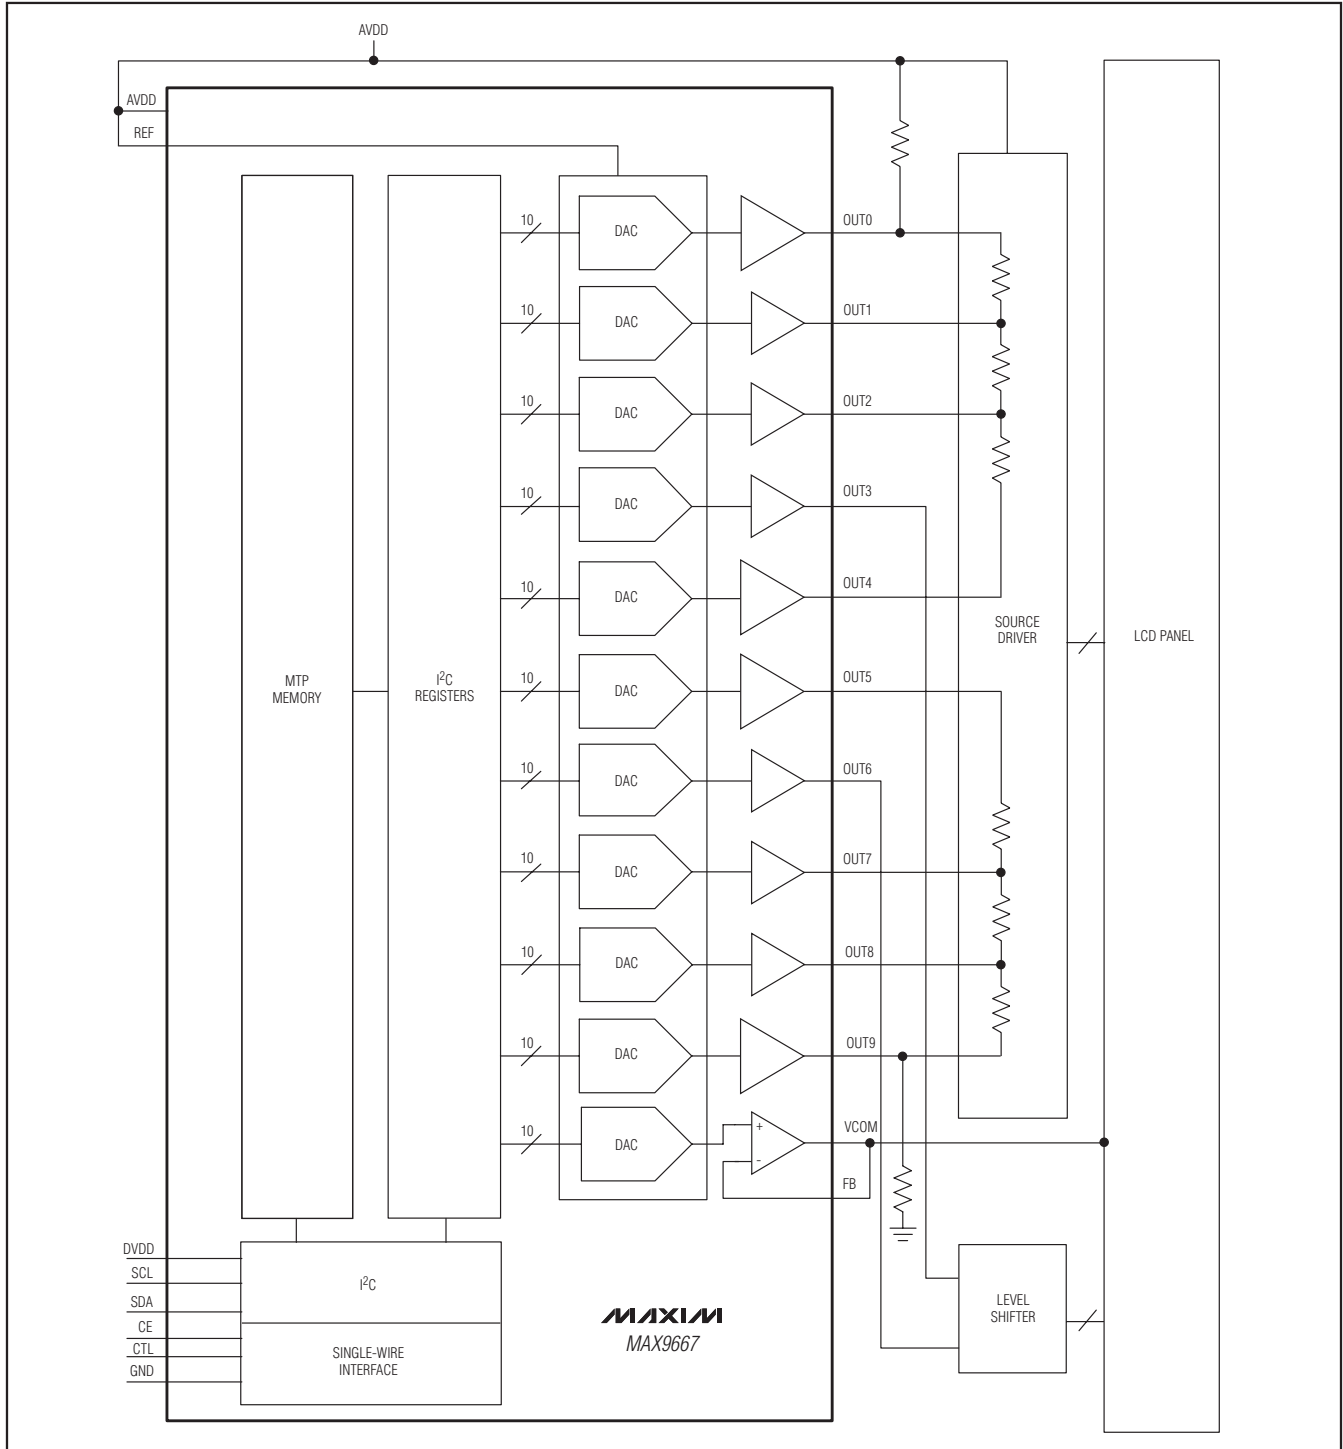 AVDD
AVDD
REF
10
DAC
OUT0
10
DAC
OUT1
10
DAC
OUT2
10
DAC
OUT3
10
DAC
OUT4
SOURCE
DRIVER
LCD PANEL
MTP
MEMORY
I²C
REGISTERS
10
DAC
OUT5
10
DAC
OUT6
10
DAC
OUT7
10
DAC
OUT8
10
DAC
OUT9
10
DAC
+
-
VCOM
FB
DVDD
SCL
SDA
CE
CTL
GND
I²C
SINGLE-WIRE
INTERFACE
MAXIM
MAX9667
LEVEL
SHIFTER